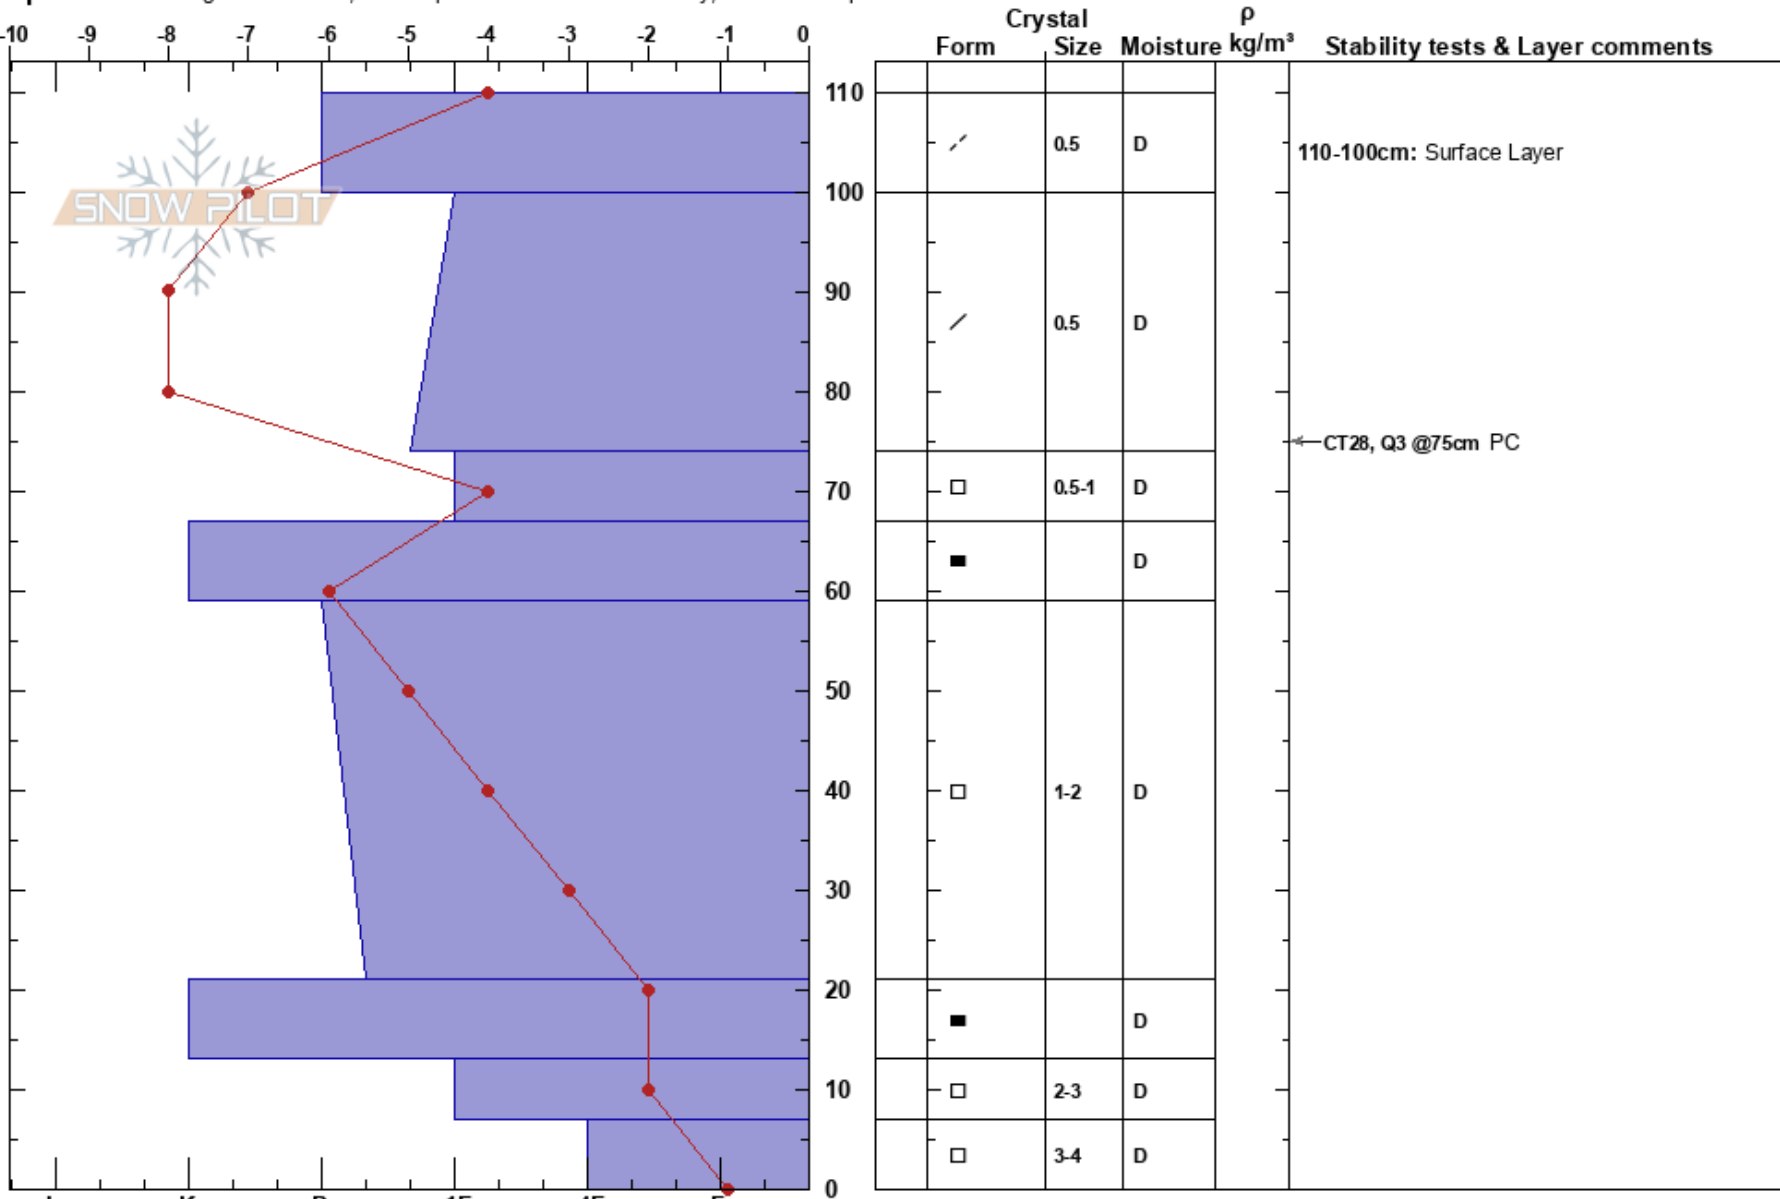 -10 -9 -8 -7 -6 -5 -4 -3 -2 -1 0
Crystal
Form Size Moisture ρ kg/m³ Stability tests & Layer comments
110
0.5 D
110-100cm: Surface Layer
100
SNOW PILOT
90
0.5 D
80
CT28, Q3 @75cm PC
70 0.5-1 D
D
60
50
40 1-2 D
30
20
D
10 2-3 D
3-4 D
0